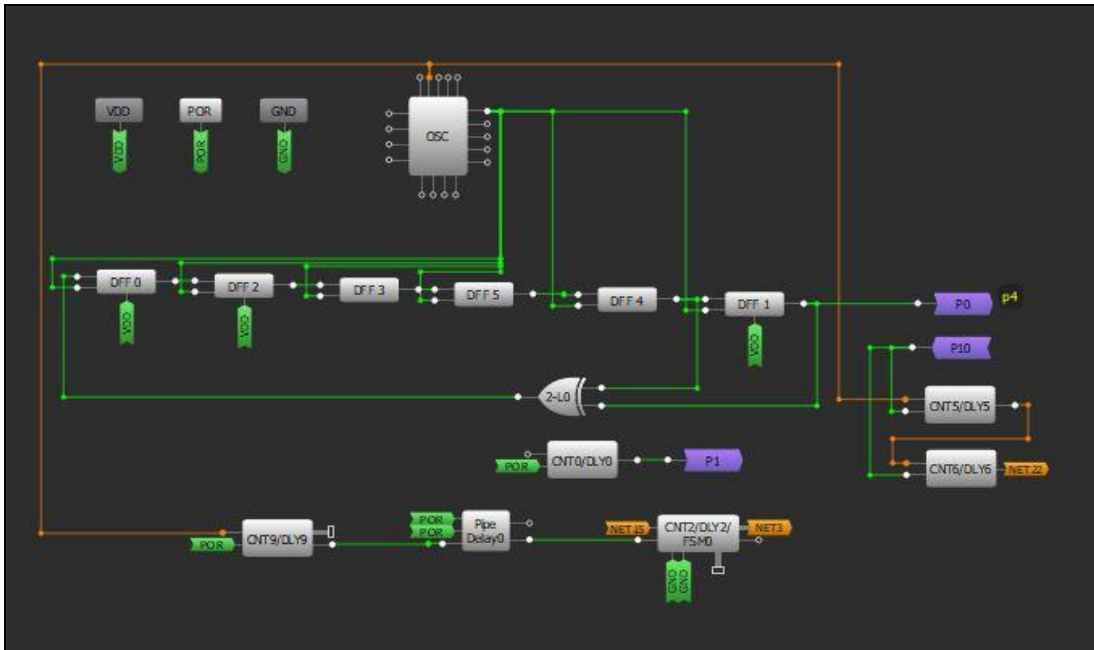 VDD
POR
GND
VDD
POR
GND
OSC
DFF 0
DFF 2
DFF 3
DFF 5
DFF 4
DFF 1
VDD
VDD
VDD
P0
p4
P10
2-L0
CNT5/DLY5
CNT0/DLY0
POR
P1
CNT6/DLY6
NET 22
CNT9/DLY9
POR
POR
POR
Pipe
Delay0
NET 15
CNT2/DLY2/
FSM0
NET3
GND
GND